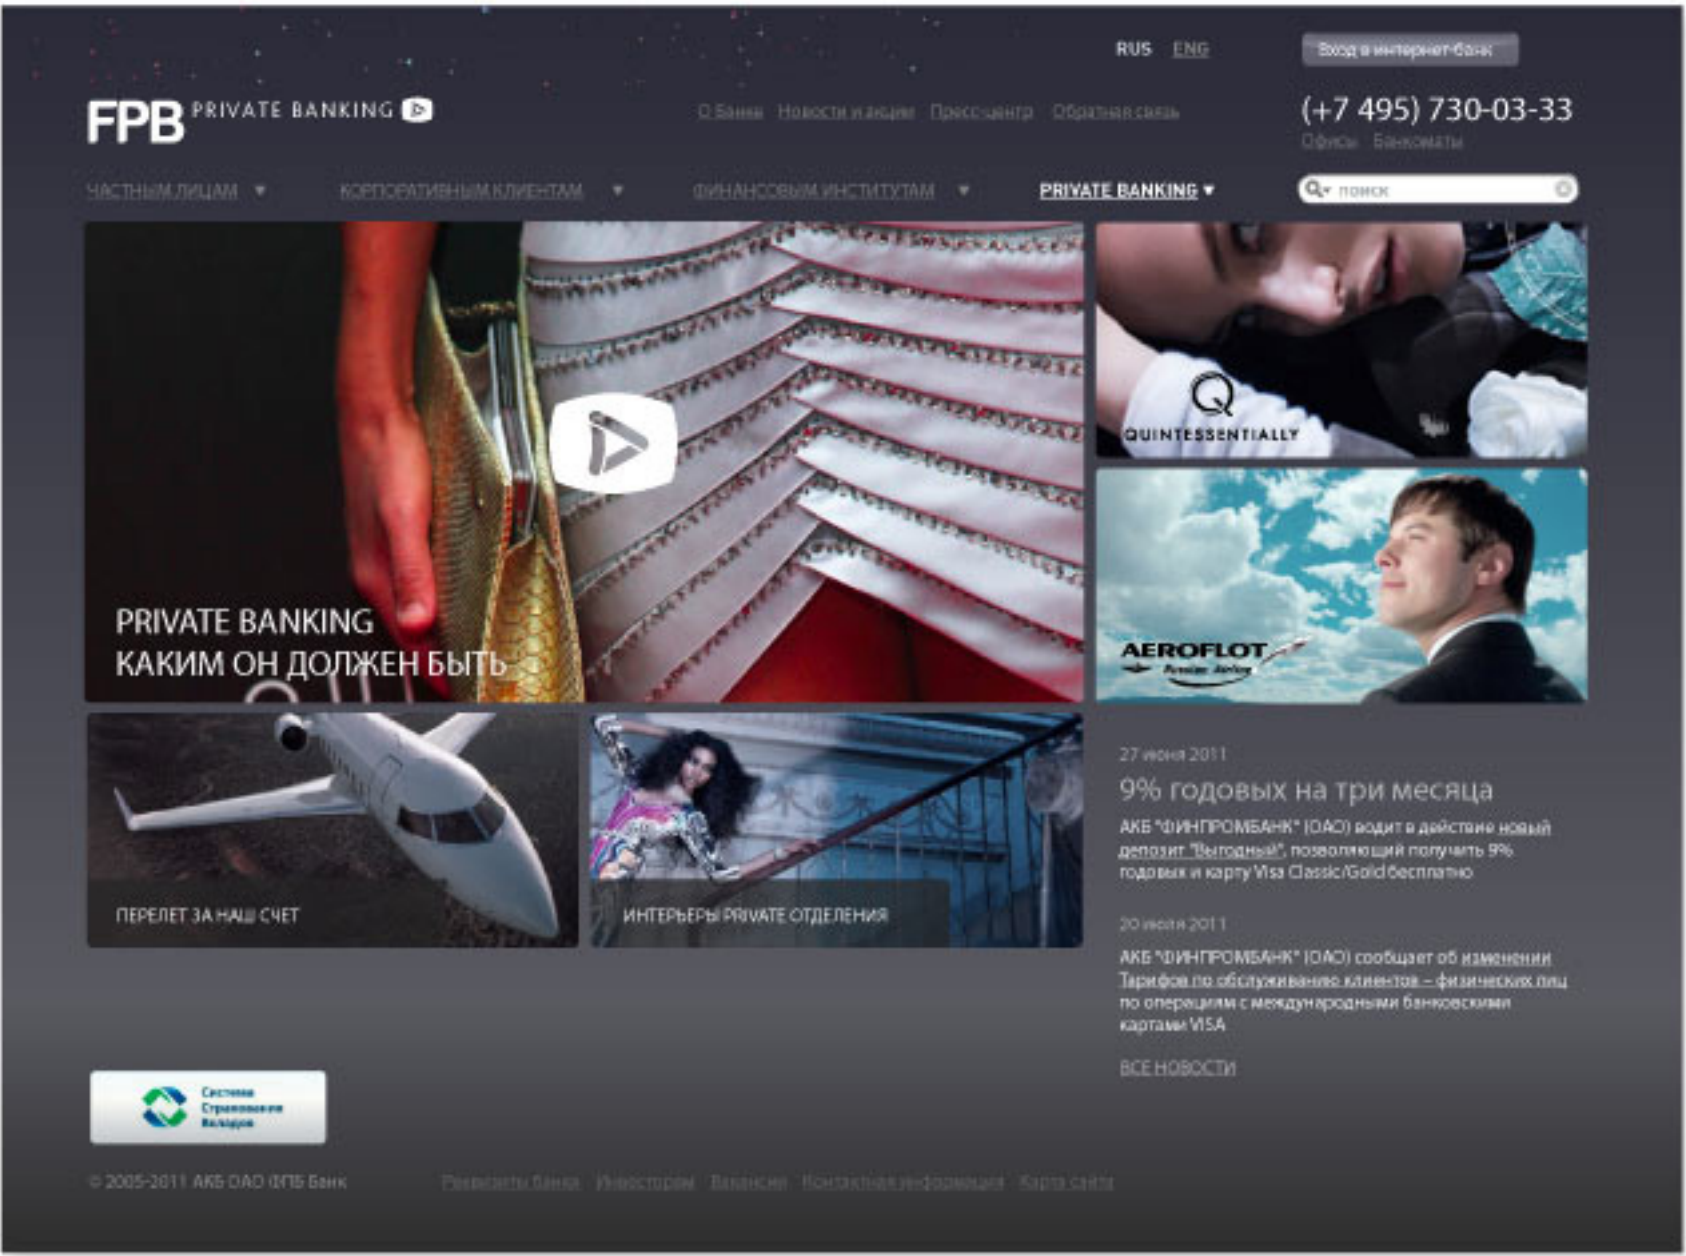 RUS ENG
Вход в интернет-банк
FPB PRIVATE BANKING
О Банке Новости и акции Пресс-центр Обратная связь
(+7 495) 730-03-33
Офисы Банкоматы
ЧАСТНЫМ ЛИЦАМ КОРПОРАТИВНЫМ КЛИЕНТАМ ФИНАНСОВЫМ ИНСТИТУТАМ PRIVATE BANKING
поиск
PRIVATE BANKING
КАКИМ ОН ДОЛЖЕН БЫТЬ
Q
QUINTESSENTIALLY
AEROFLOT
Russian Airlines
ПЕРЕЛЕТ ЗА НАШ СЧЕТ
ИНТЕРЬЕРЫ PRIVATE ОТДЕЛЕНИЯ
27 июня 2011
9% годовых на три месяца
АКБ "ФИНПРОМБАНК" (ОАО) водит в действие новый
депозит "Выгодный", позволяющий получить 9%
годовых и карту Visa Classic/Gold бесплатно
20 июля 2011
АКБ "ФИНПРОМБАНК" (ОАО) сообщает об изменении
Тарифов по обслуживанию клиентов – физических лиц
по операциям с международными банковскими
картами VISA
ВСЕ НОВОСТИ
Система
Страхования
Вкладов
© 2005-2011 АКБ ОАО ФПБ Банк
Реквизиты банка Инвесторам Вакансии Контактная информация Карта сайта